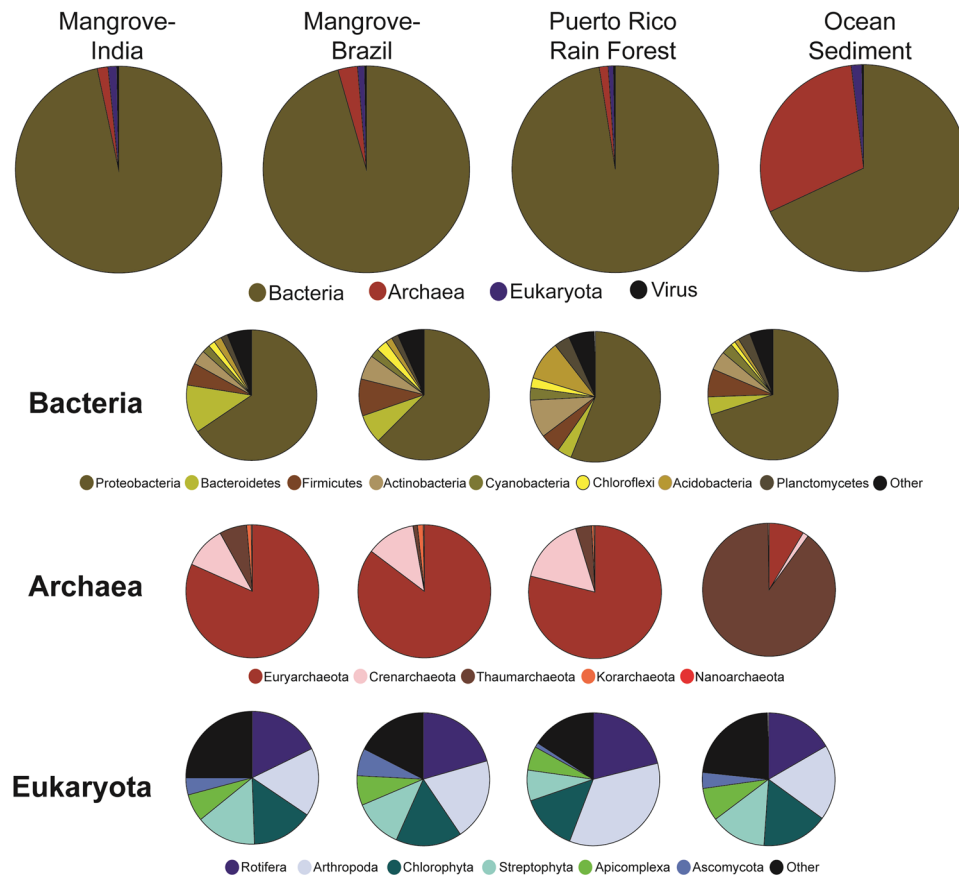 Mangrove-
India
Mangrove-
Brazil
Puerto Rico
Rain Forest
Ocean
Sediment
Bacteria Archaea Eukaryota Virus
Bacteria
Proteobacteria Bacteroidetes Firmicutes Actinobacteria Cyanobacteria Chloroflexi Acidobacteria Planctomycetes Other
Archaea
Euryarchaeota Crenarchaeota Thaumarchaeota Korarchaeota Nanoarchaeota
Eukaryota
Rotifera Arthropoda Chlorophyta Streptophyta Apicomplexa Ascomycota Other